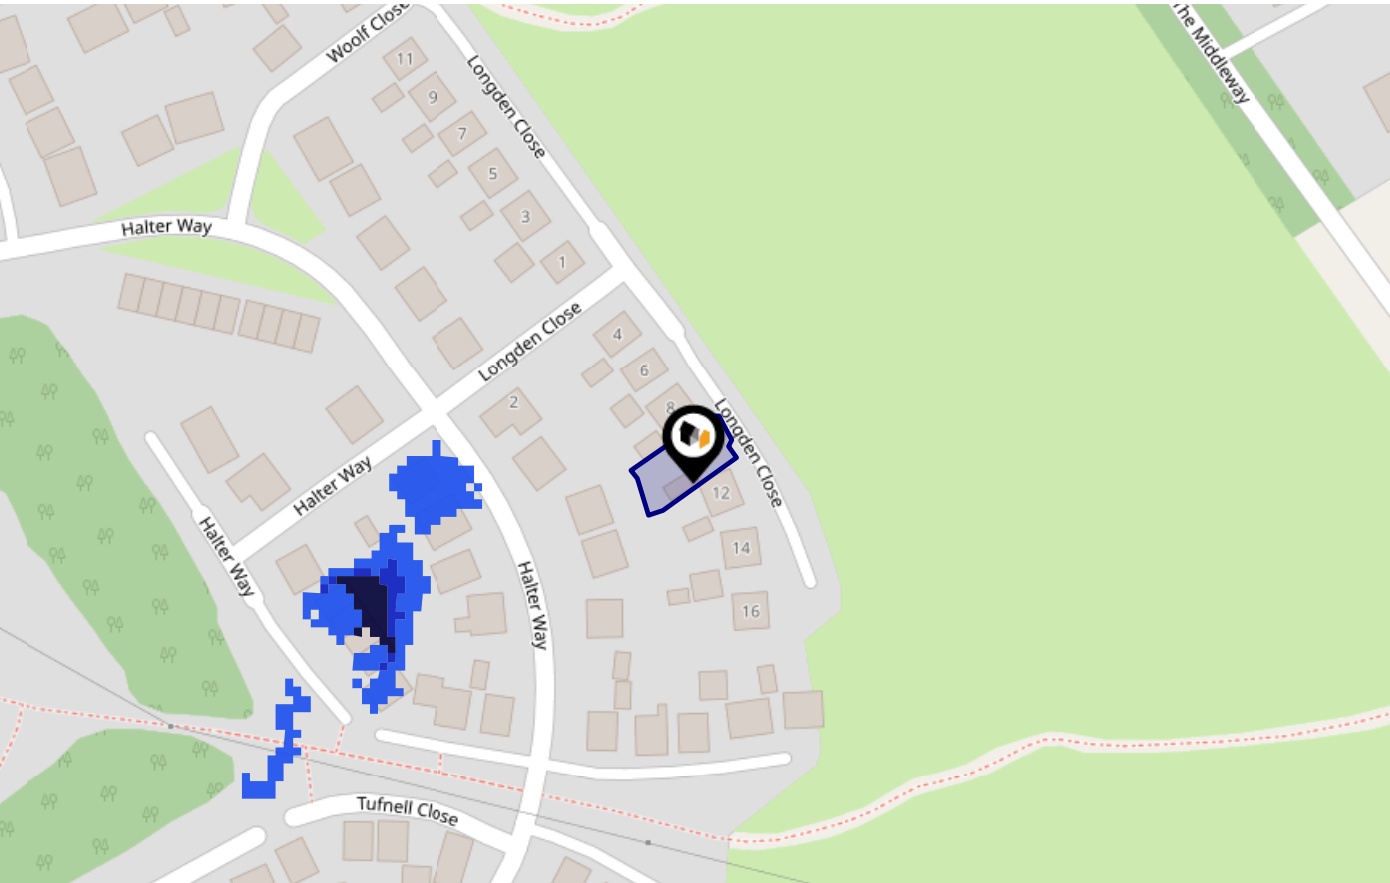 Woolf Close
The Middleway
11
Longden Close
9
7
5
3
Halter Way
1
Longden Close
4
6
2
8
Longden Close
Halter Way
12
Halter Way
14
Halter Way
16
Tufnell Close